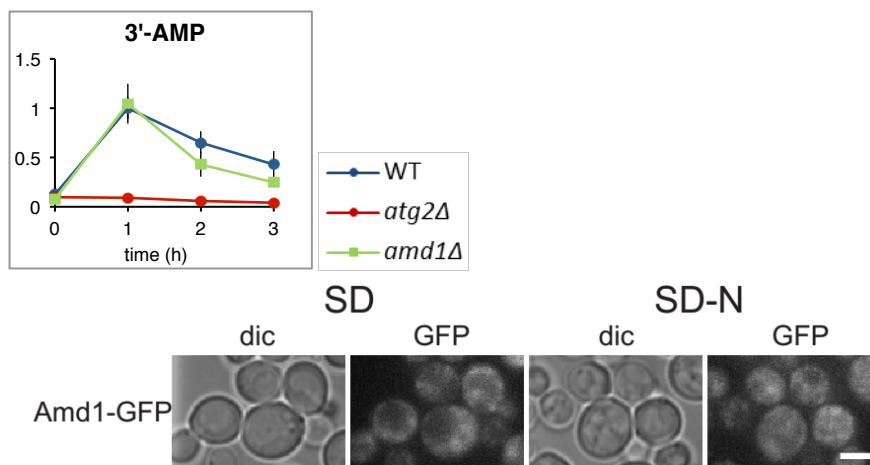 3'-AMP
1.5
1
0.5
0
0 1 2 3
time (h)
WT
atg2Δ
amd1Δ
SD SD-N
dic GFP dic GFP
Amd1-GFP